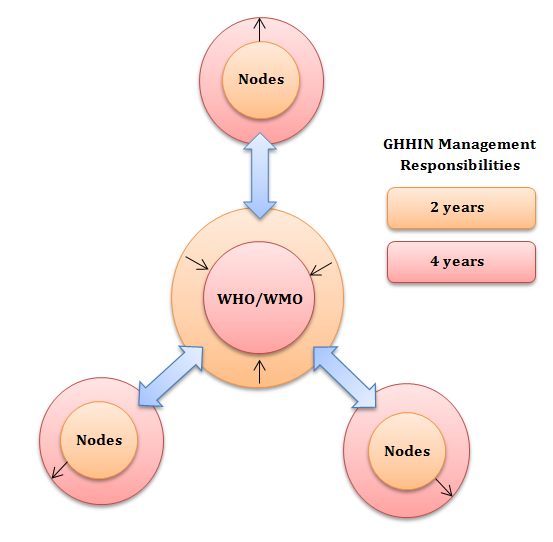 Nodes
GHHIN Management
Responsibilities
2 years
4 years
WHO/WMO
Nodes
Nodes